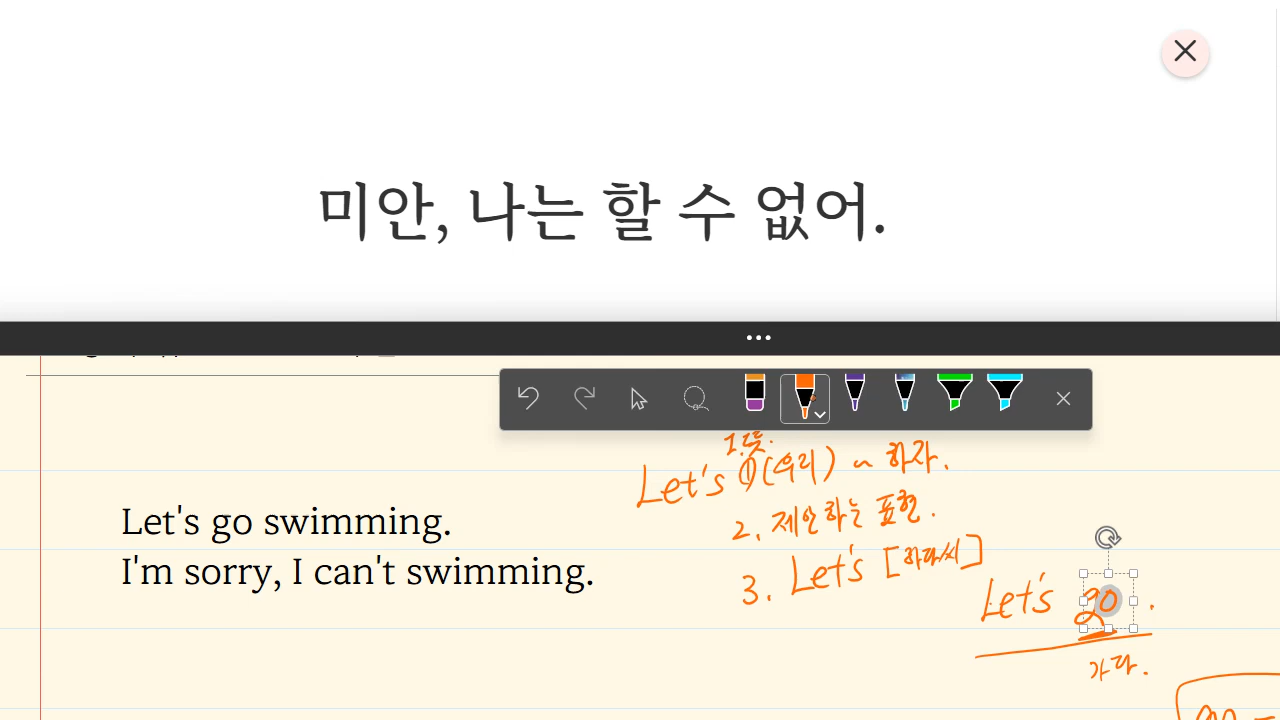 미안, 나는 할 수 없어.
1. 뜻.
Let's ①(우리) ~ 하자.
2. 제안하는 표현.
Let's go swimming.
I'm sorry, I can't swimming.
3. Let's [하다씨]
Let's go.
가다.